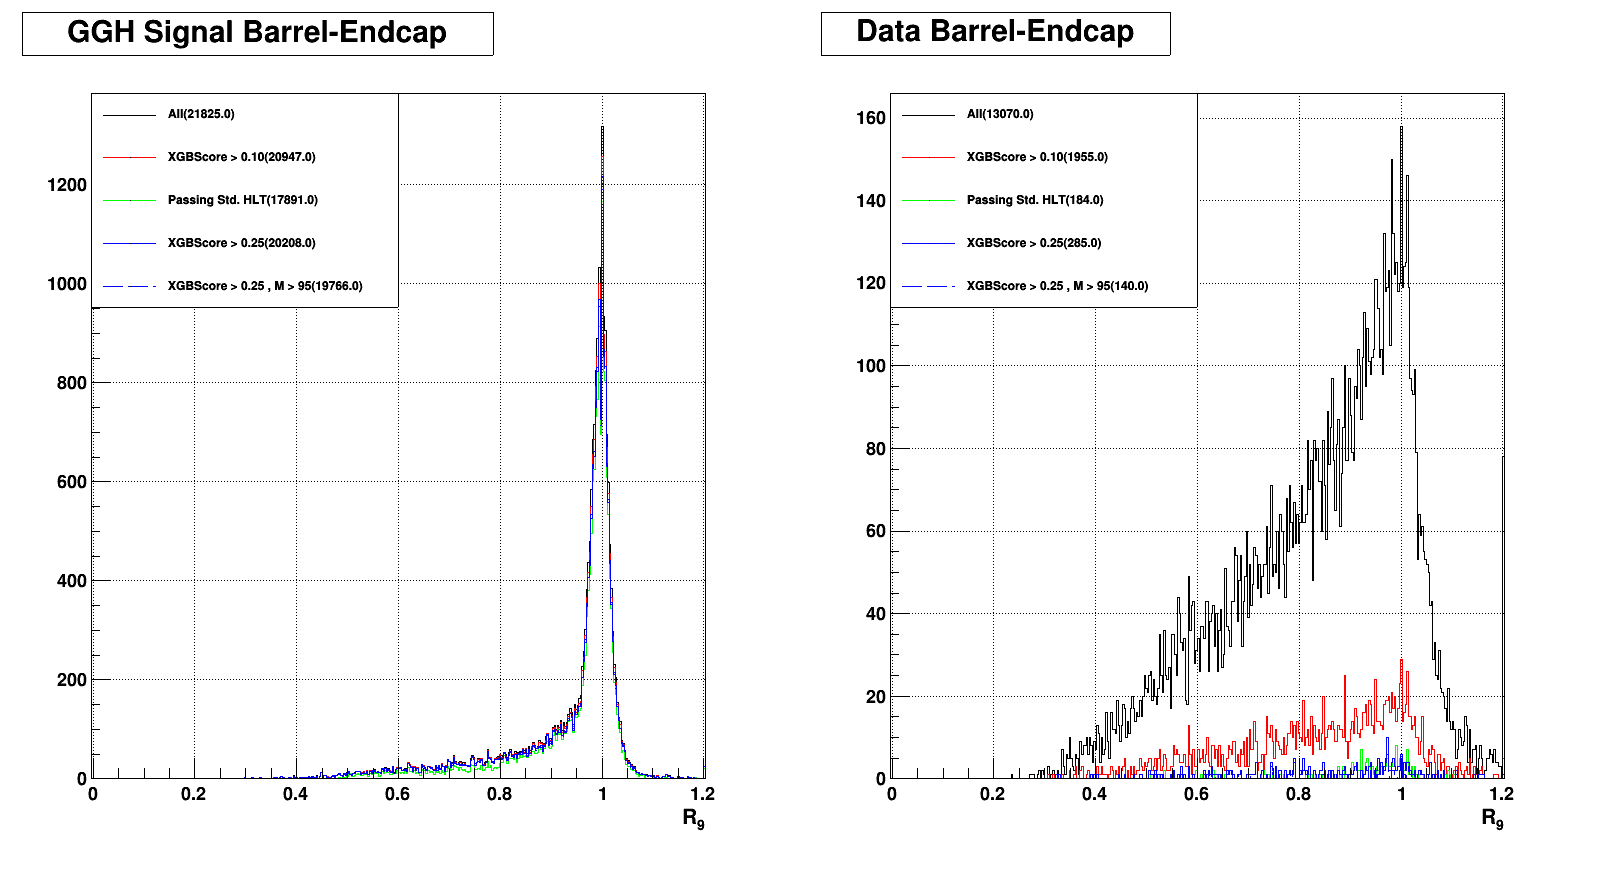 GGH Signal Barrel-Endcap
All(21825.0)
XGBScore > 0.10(20947.0)
Passing Std. HLT(17891.0)
XGBScore > 0.25(20208.0)
XGBScore > 0.25 , M > 95(19766.0)
1200
1000
800
600
400
200
0
0 0.2 0.4 0.6 0.8 1 1.2
R9
Data Barrel-Endcap
All(13070.0)
XGBScore > 0.10(1955.0)
Passing Std. HLT(184.0)
XGBScore > 0.25(285.0)
XGBScore > 0.25 , M > 95(140.0)
160
140
120
100
80
60
40
20
0
0 0.2 0.4 0.6 0.8 1 1.2
R9